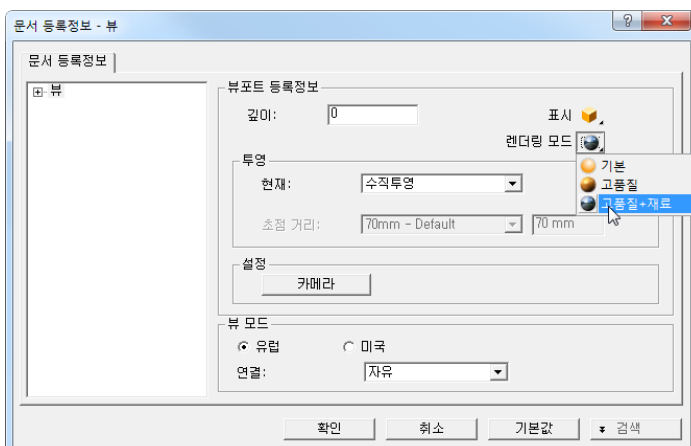 문서 등록정보 - 뷰
문서 등록정보
뷰
뷰포트 등록정보
깊이: 0
표시
렌더링 모드
기본
고품질
고품질+재료
투영
현재: 수직투영
초점 거리: 70mm - Default 70 mm
설정
카메라
뷰 모드
유럽 미국
연결: 자유
확인 취소 기본값 검색